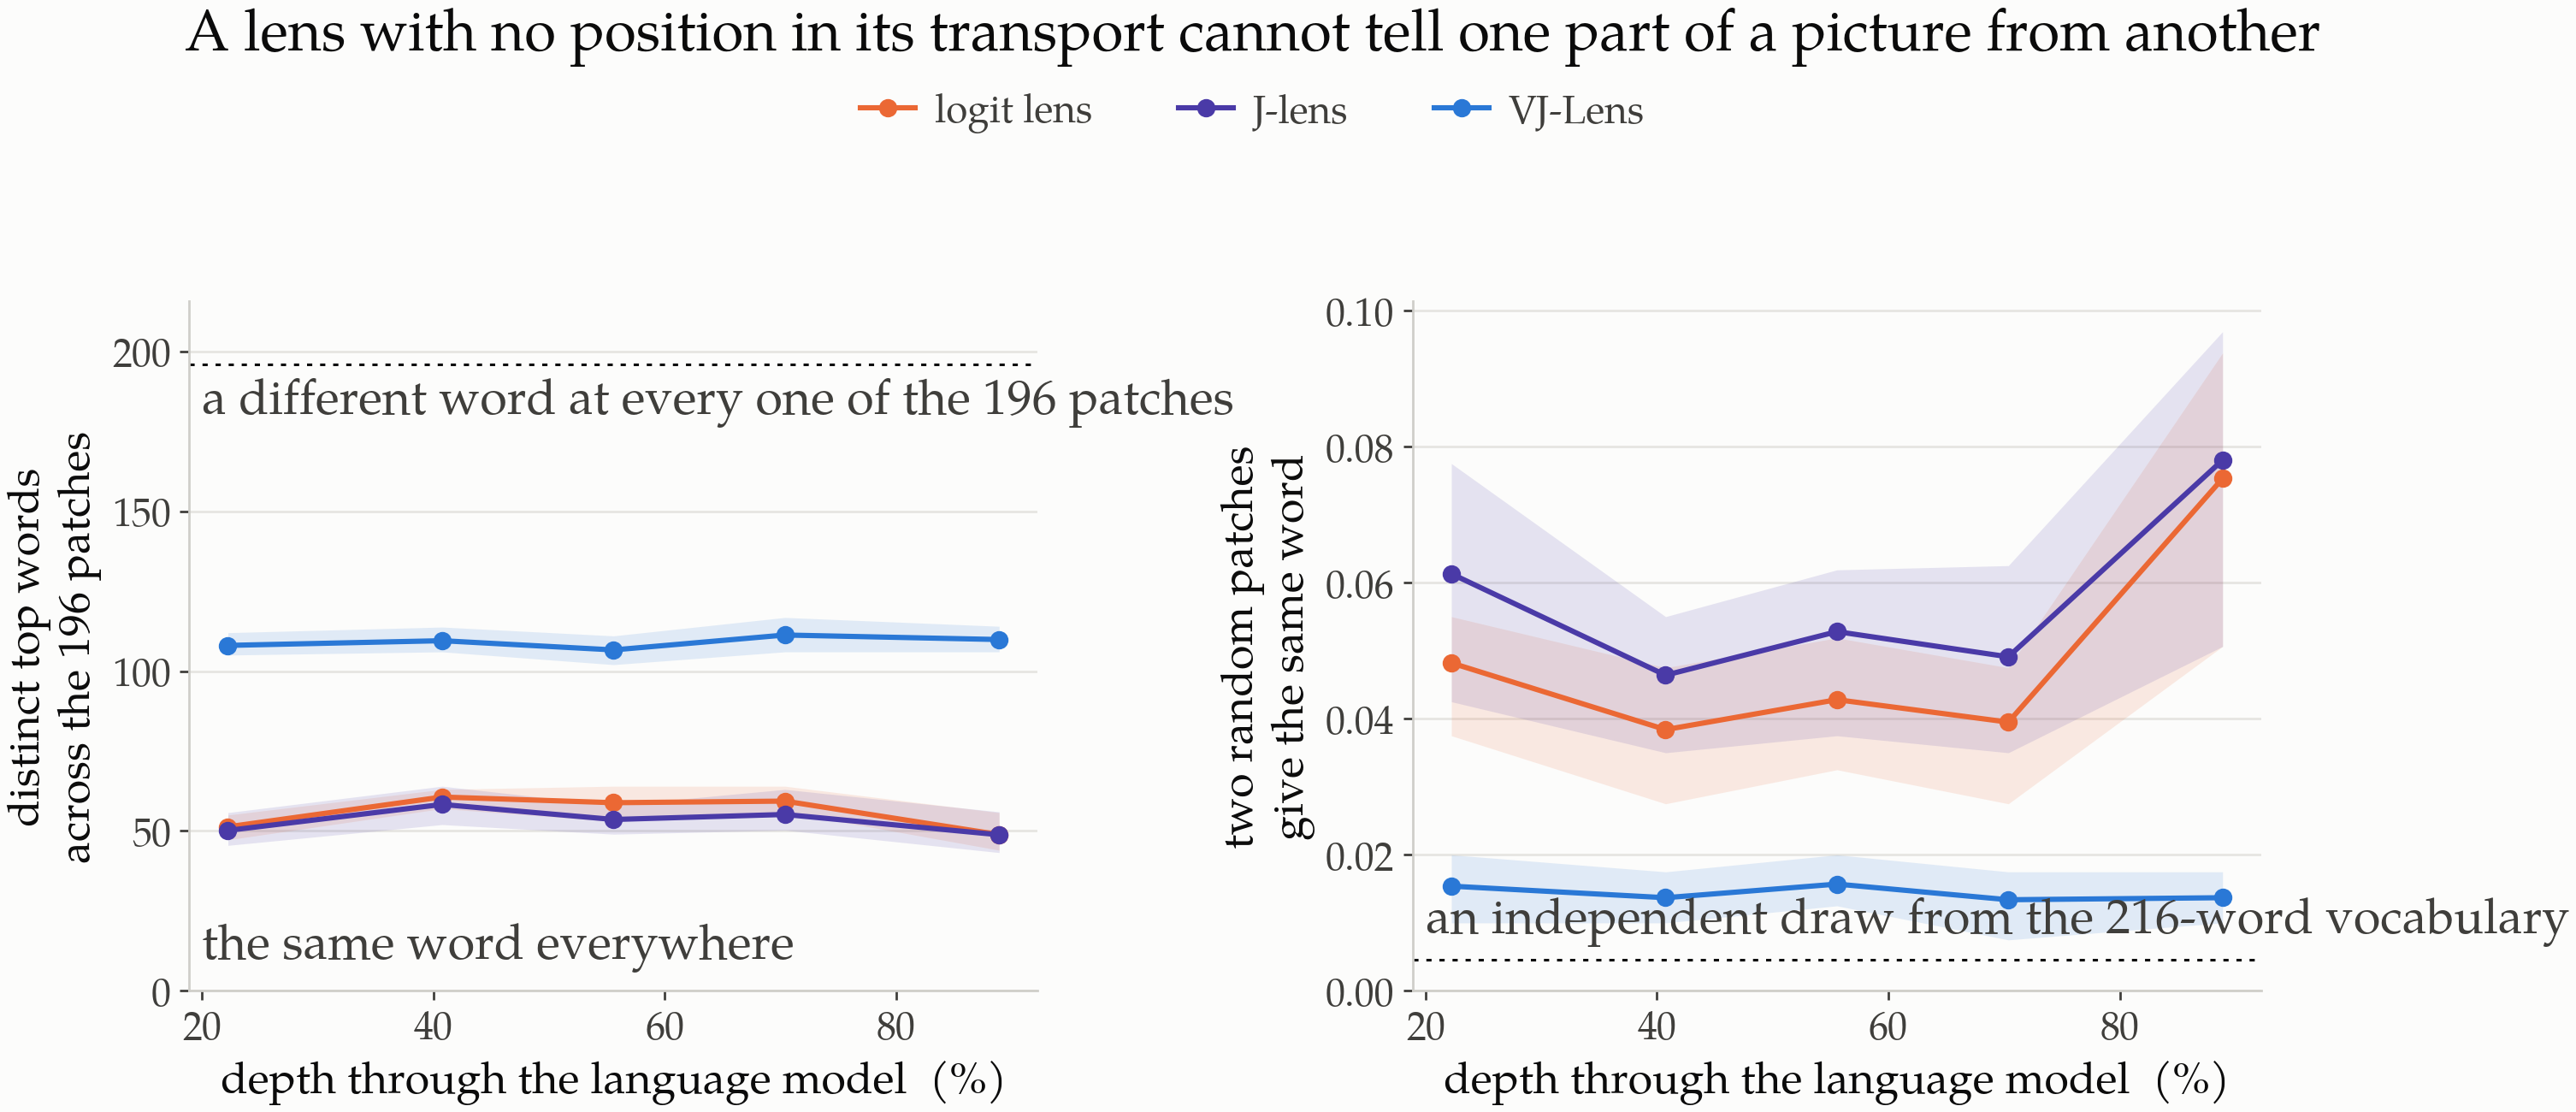 A lens with no position in its transport cannot tell one part of a picture from another
logit lens
J-lens
VJ-Lens
distinct top words
across the 196 patches
200
150
100
50
0
a different word at every one of the 196 patches
the same word everywhere
20
40
60
80
depth through the language model (%)
two random patches
give the same word
0.10
0.08
0.06
0.04
0.02
0.00
an independent draw from the 216-word vocabulary
20
40
60
80
depth through the language model (%)